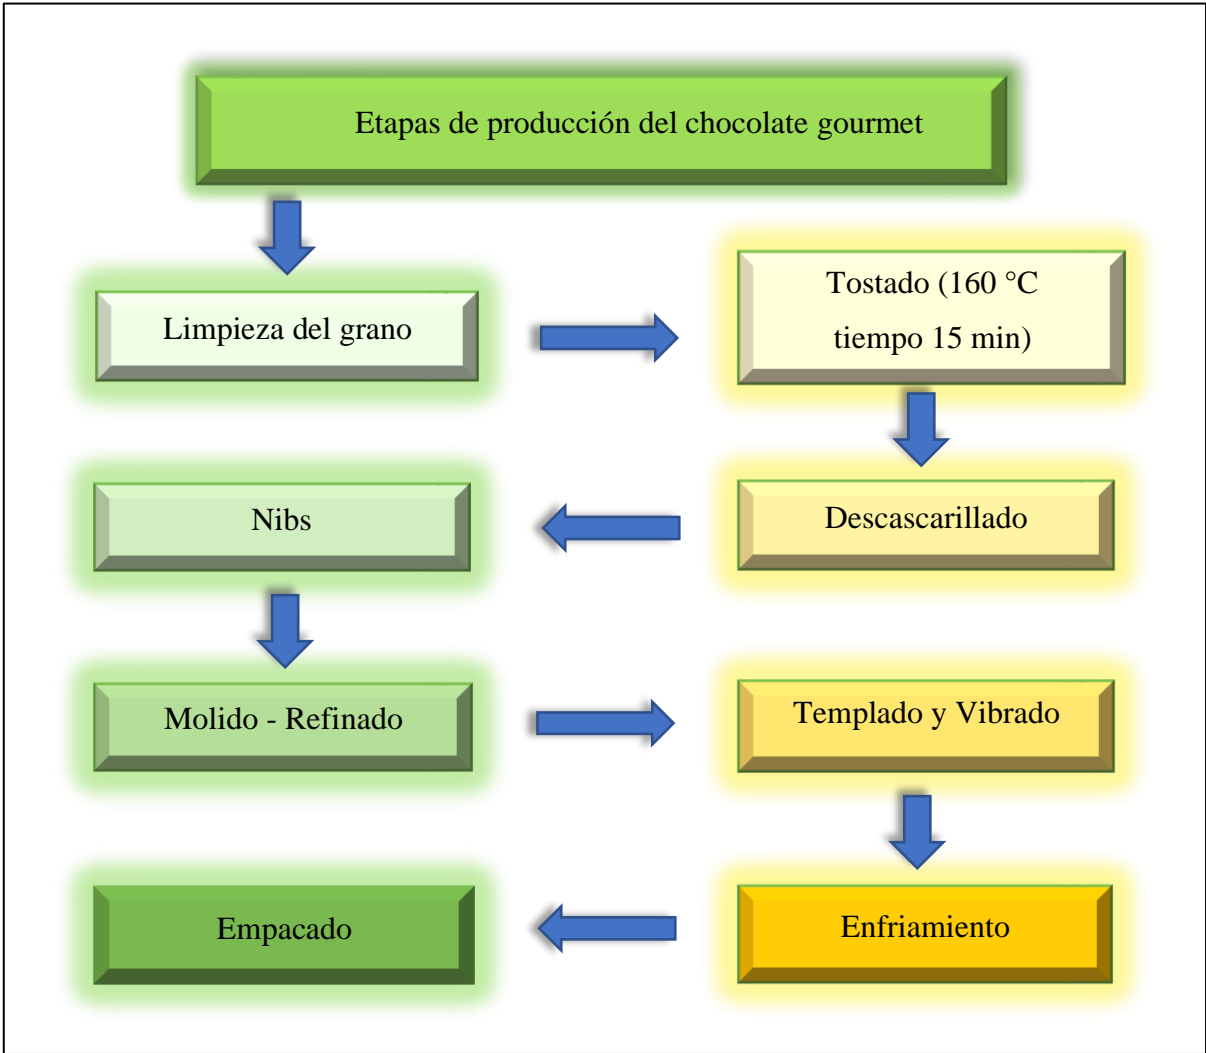 Etapas de producción del chocolate gourmet
Limpieza del grano
Tostado (160 °C
tiempo 15 min)
Descascarillado
Nibs
Molido - Refinado
Templado y Vibrado
Enfriamiento
Empacado